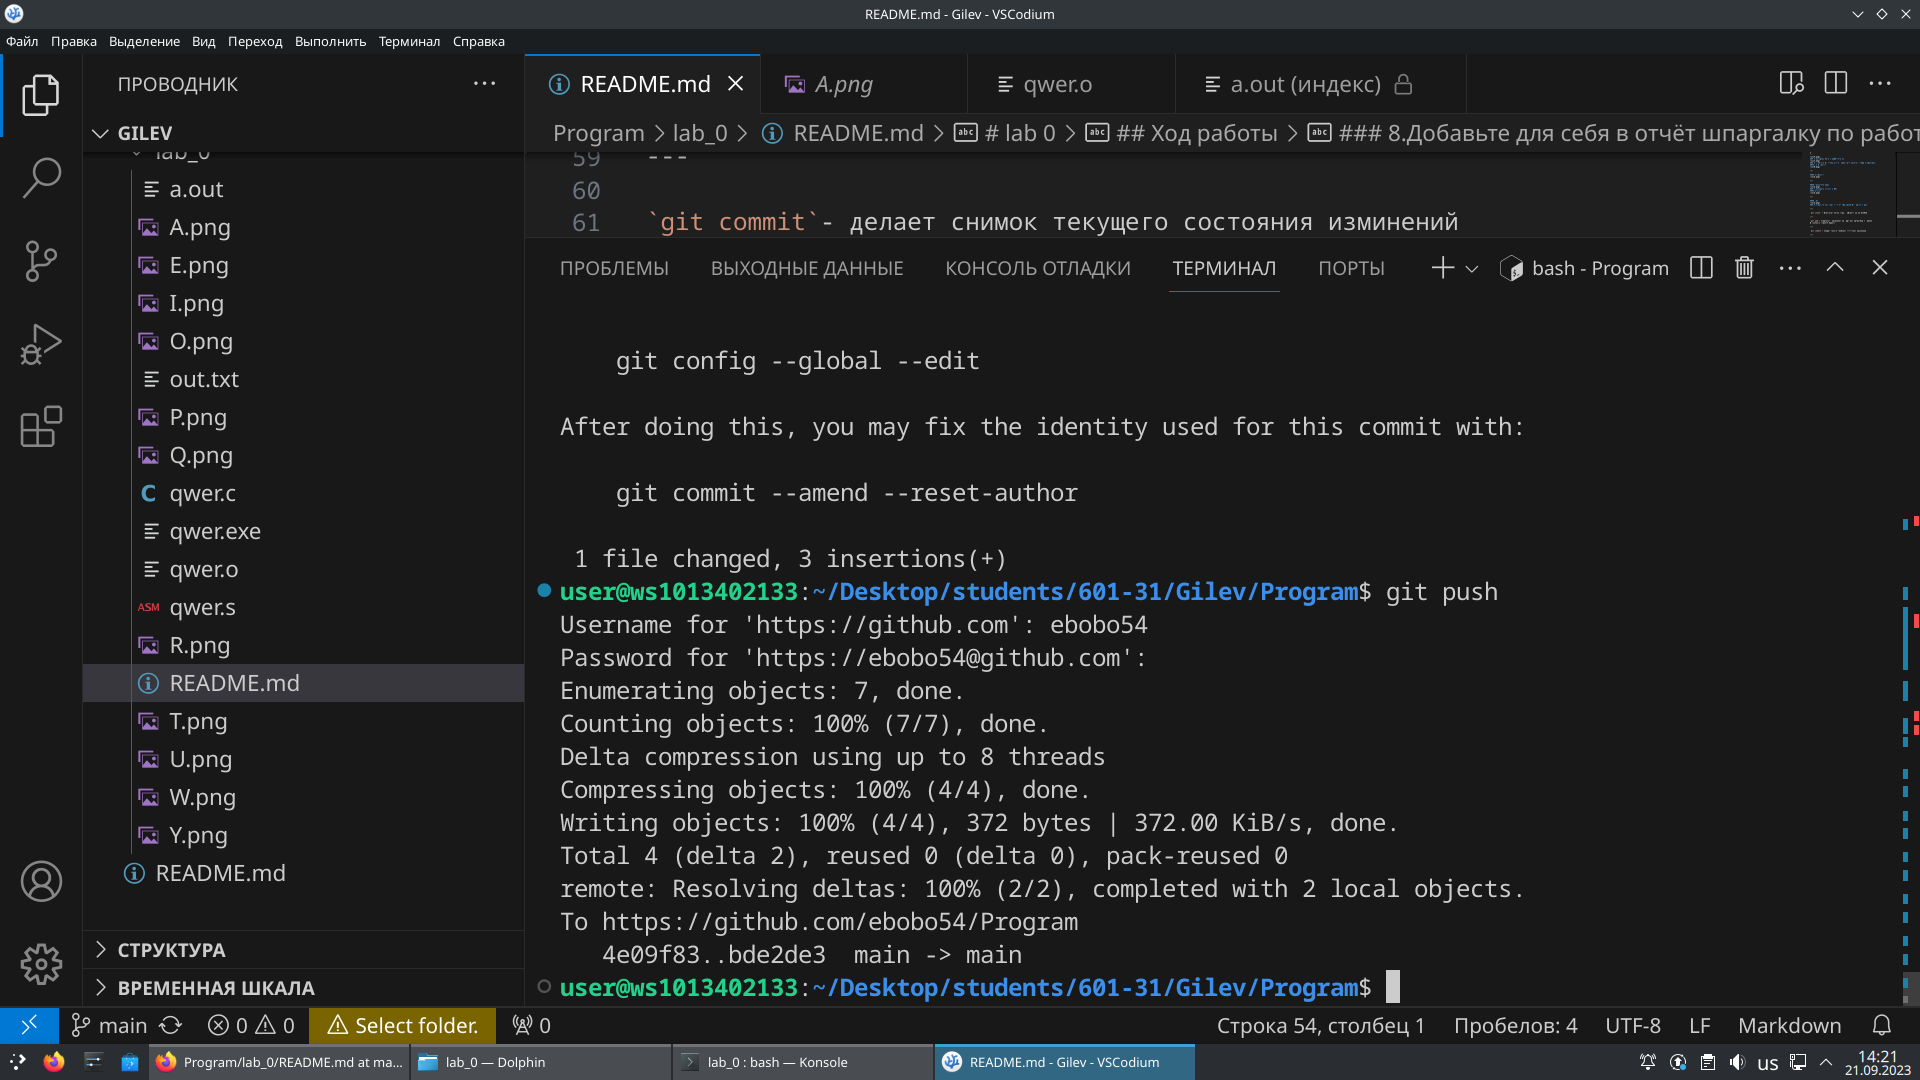 README.md - Gilev - VSCodium
Файл Правка Выделение Вид Переход Выполнить Терминал Справка
ПРОВОДНИК
GILEV
lab_0
a.out
A.png
E.png
I.png
O.png
out.txt
P.png
Q.png
C qwer.c
qwer.exe
qwer.o
ASM qwer.s
R.png
README.md
T.png
U.png
W.png
Y.png
README.md
СТРУКТУРА
ВРЕМЕННАЯ ШКАЛА
README.md A.png qwer.o a.out (индекс)
Program > lab_0 > README.md > abc # lab 0 > abc ## Ход работы > abc ### 8.Добавьте для себя в отчёт шпаргалку по работ
59 ---
60
61 `git commit`- делает снимок текущего состояния изминений
ПРОБЛЕМЫ ВЫХОДНЫЕ ДАННЫЕ КОНСОЛЬ ОТЛАДКИ ТЕРМИНАЛ ПОРТЫ bash - Program
git config --global --edit
After doing this, you may fix the identity used for this commit with:
git commit --amend --reset-author
1 file changed, 3 insertions(+)
user@ws1013402133:~/Desktop/students/601-31/Gilev/Program$ git push
Username for 'https://github.com': ebobo54
Password for 'https://ebobo54@github.com':
Enumerating objects: 7, done.
Counting objects: 100% (7/7), done.
Delta compression using up to 8 threads
Compressing objects: 100% (4/4), done.
Writing objects: 100% (4/4), 372 bytes | 372.00 KiB/s, done.
Total 4 (delta 2), reused 0 (delta 0), pack-reused 0
remote: Resolving deltas: 100% (2/2), completed with 2 local objects.
To https://github.com/ebobo54/Program
4e09f83..bde2de3 main -> main
user@ws1013402133:~/Desktop/students/601-31/Gilev/Program$
main 0 0 Select folder. 0 Строка 54, столбец 1 Пробелов: 4 UTF-8 LF Markdown
Program/lab_0/README.md at ma... lab_0 — Dolphin lab_0 : bash — Konsole README.md - Gilev - VSCodium us 14:21
21.09.2023